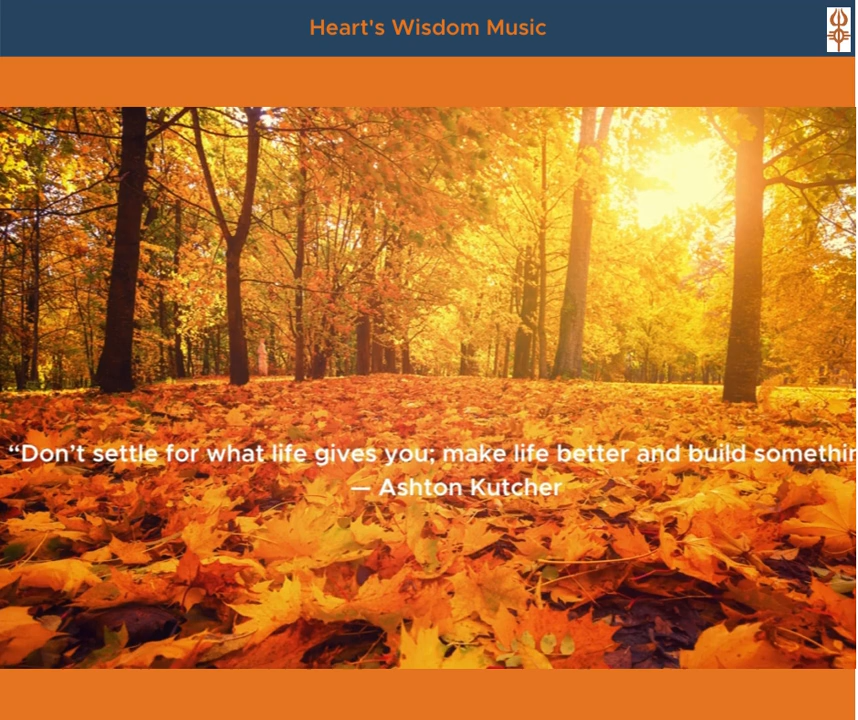 Heart's Wisdom Music
“Don’t settle for what life gives you; make life better and build somethin
— Ashton Kutcher